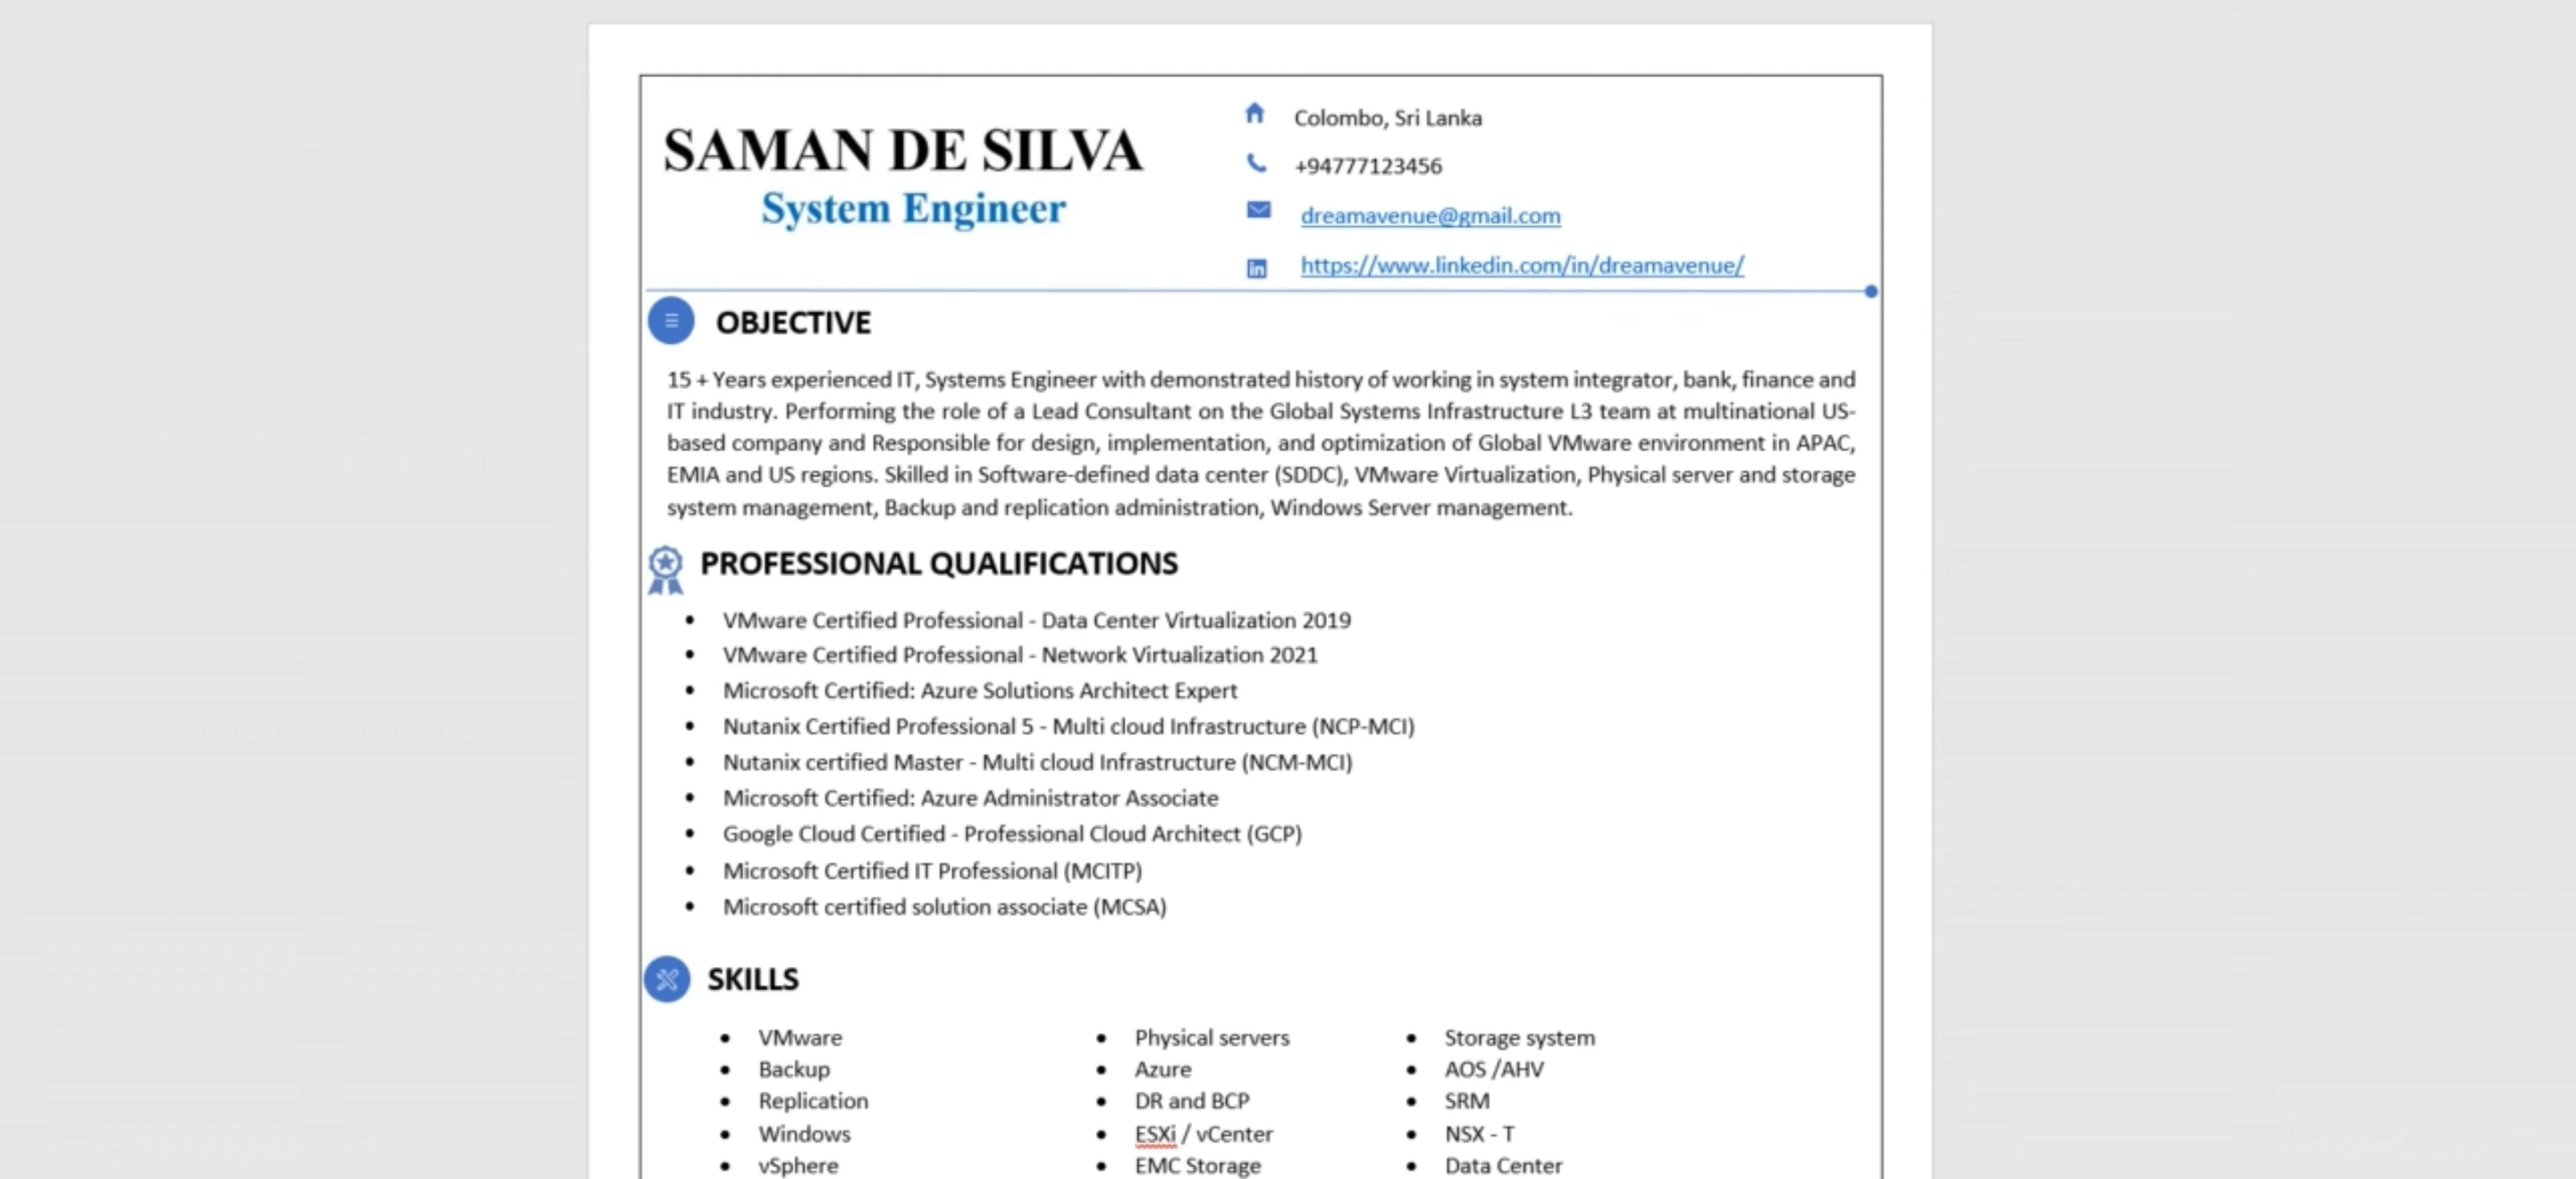 SAMAN DE SILVA
System Engineer
Colombo, Sri Lanka
+94777123456
dreamavenue@gmail.com
in
https://www.linkedin.com/in/dreamavenue/
OBJECTIVE
15 + Years experienced IT, Systems Engineer with demonstrated history of working in system integrator, bank, finance and
IT industry. Performing the role of a Lead Consultant on the Global Systems Infrastructure L3 team at multinational US-
based company and Responsible for design, implementation, and optimization of Global VMware environment in APAC,
EMIA and US regions. Skilled in Software-defined data center (SDDC), VMware Virtualization, Physical server and storage
system management, Backup and replication administration, Windows Server management.
PROFESSIONAL QUALIFICATIONS
• VMware Certified Professional - Data Center Virtualization 2019
• VMware Certified Professional - Network Virtualization 2021
• Microsoft Certified: Azure Solutions Architect Expert
• Nutanix Certified Professional 5 - Multi cloud Infrastructure (NCP-MCI)
• Nutanix certified Master - Multi cloud Infrastructure (NCM-MCI)
• Microsoft Certified: Azure Administrator Associate
• Google Cloud Certified - Professional Cloud Architect (GCP)
• Microsoft Certified IT Professional (MCITP)
• Microsoft certified solution associate (MCSA)
SKILLS
• VMware
• Backup
• Replication
• Windows
• vSphere
• Physical servers
• Azure
• DR and BCP
• ESXi / vCenter
• EMC Storage
• Storage system
• AOS /AHV
• SRM
• NSX - T
• Data Center